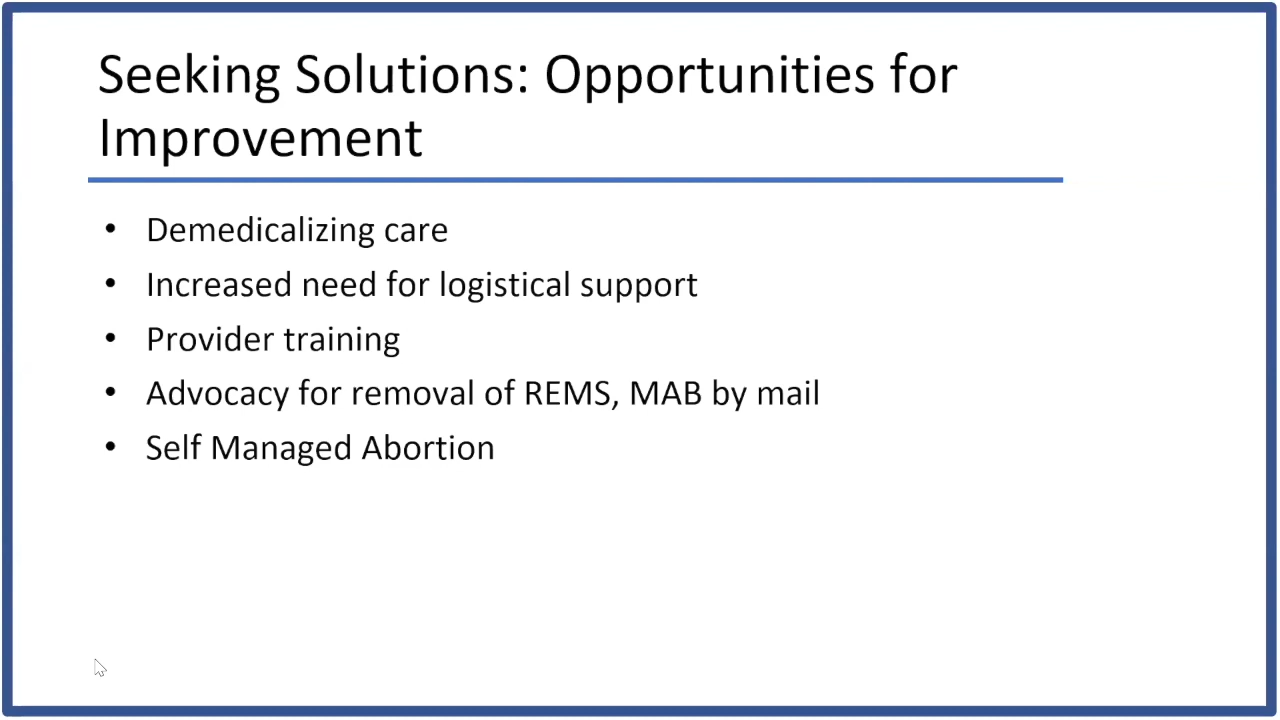 Seeking Solutions: Opportunities for
Improvement
• Demedicalizing care
• Increased need for logistical support
• Provider training
• Advocacy for removal of REMS, MAB by mail
• Self Managed Abortion